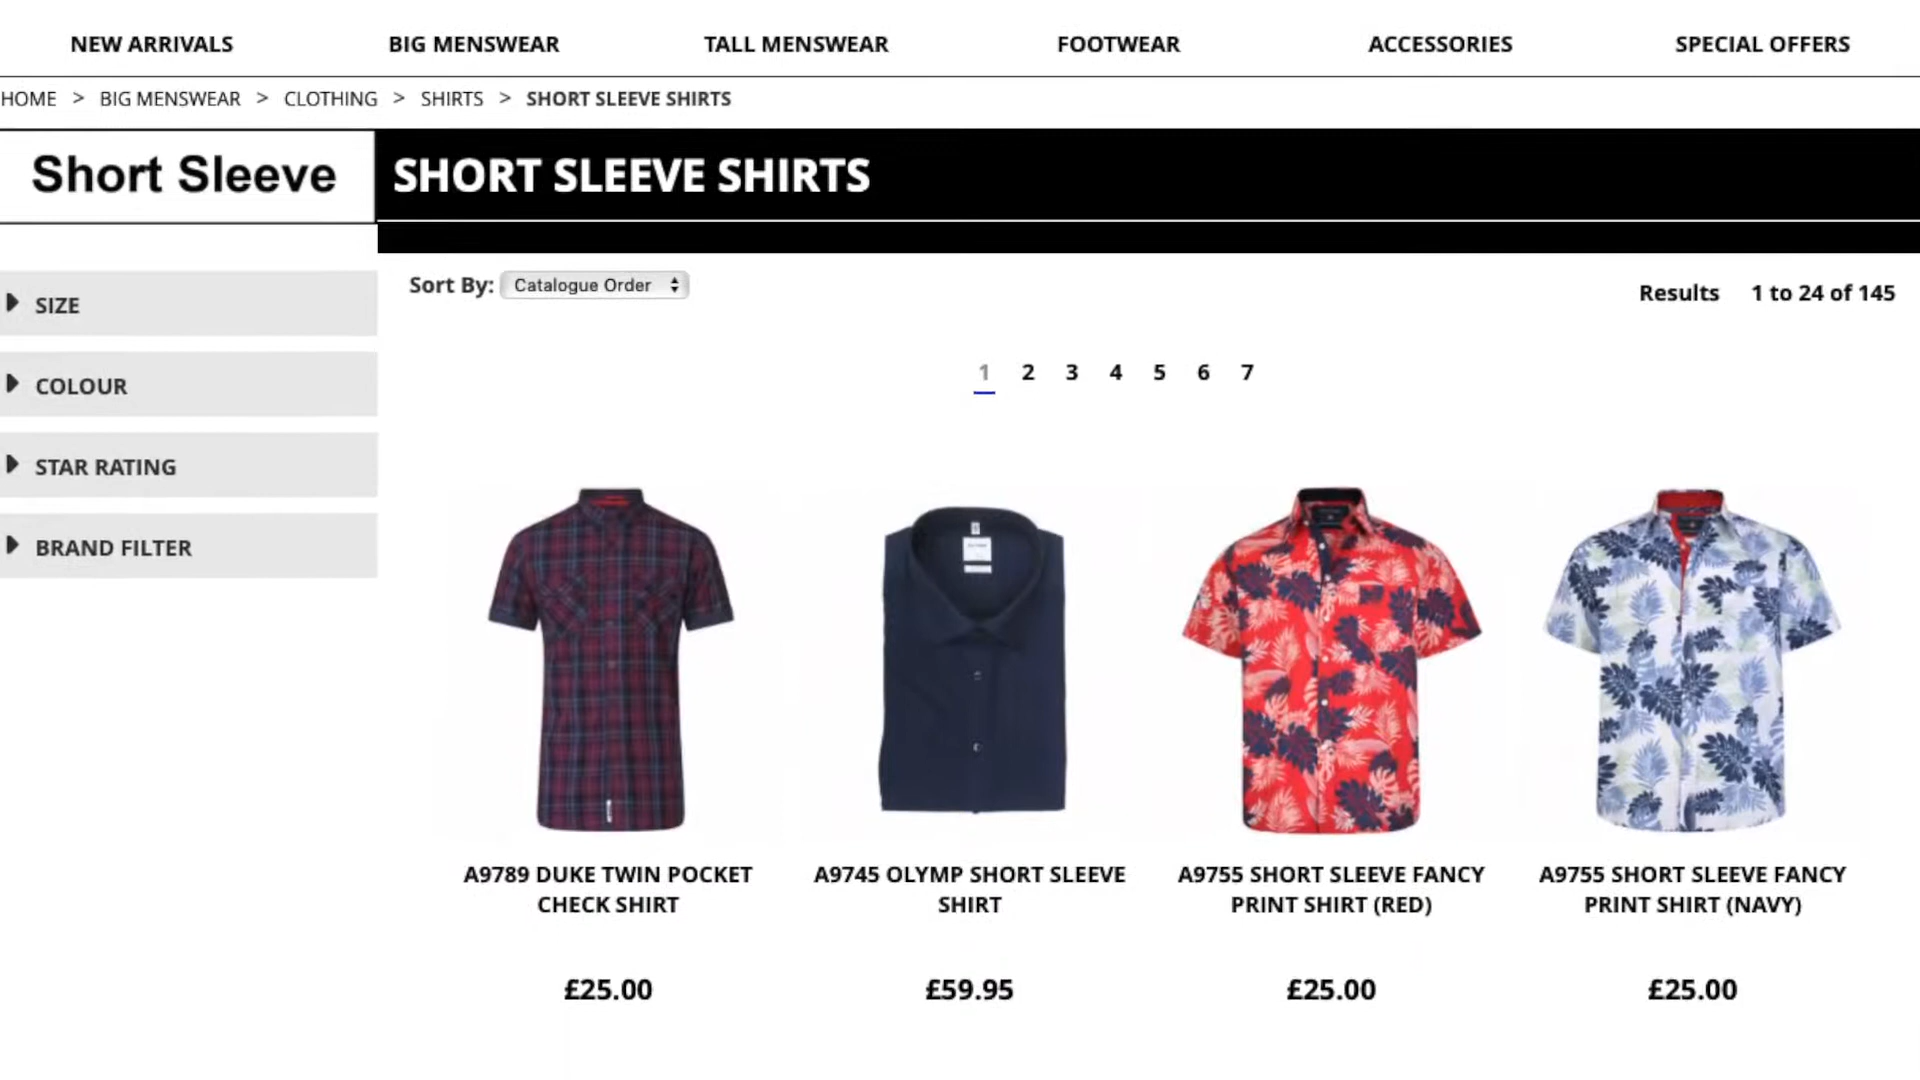 NEW ARRIVALS BIG MENSWEAR TALL MENSWEAR FOOTWEAR ACCESSORIES SPECIAL OFFERS
HOME > BIG MENSWEAR > CLOTHING > SHIRTS > SHORT SLEEVE SHIRTS
Short Sleeve
SHORT SLEEVE SHIRTS
SIZE
COLOUR
STAR RATING
BRAND FILTER
Sort By: Catalogue Order
Results 1 to 24 of 145
1 2 3 4 5 6 7
A9789 DUKE TWIN POCKET
CHECK SHIRT
£25.00
A9745 OLYMP SHORT SLEEVE
SHIRT
£59.95
A9755 SHORT SLEEVE FANCY
PRINT SHIRT (RED)
£25.00
A9755 SHORT SLEEVE FANCY
PRINT SHIRT (NAVY)
£25.00